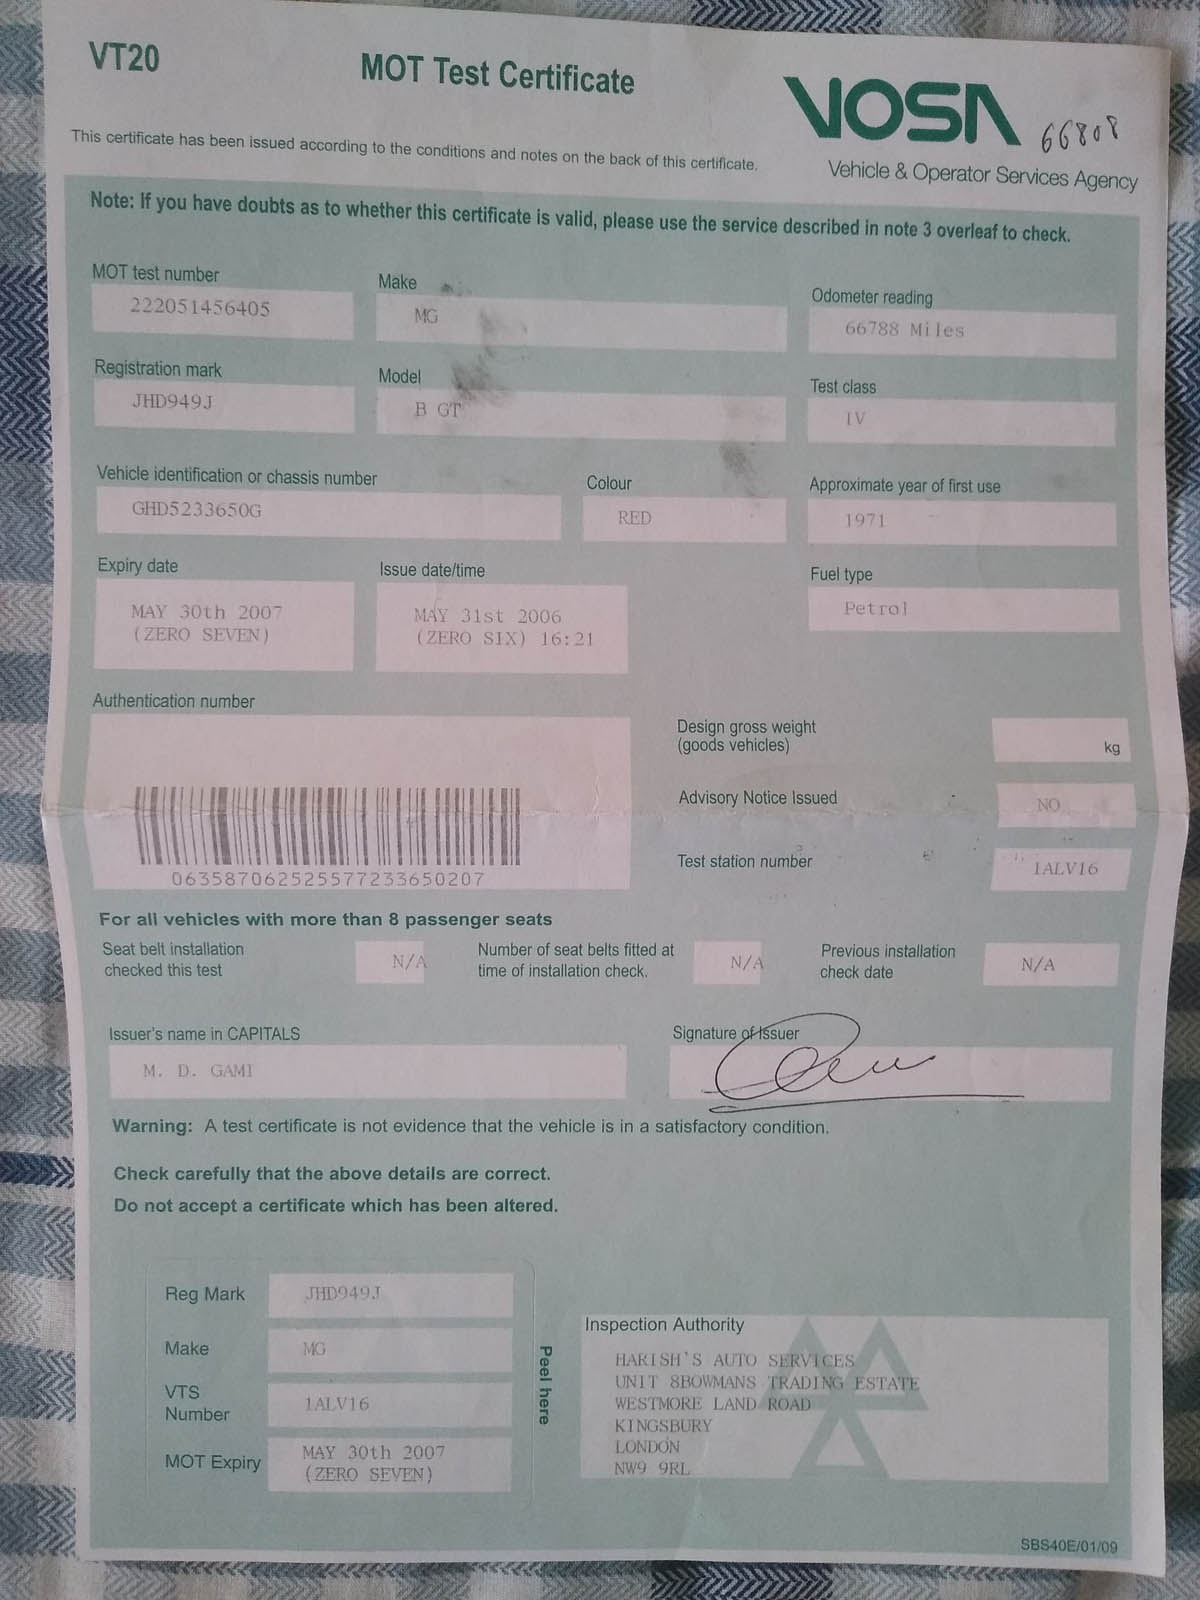 VT20
MOT Test Certificate
VOSA
66808
Vehicle & Operator Services Agency
This certificate has been issued according to the conditions and notes on the back of this certificate.
Note: If you have doubts as to whether this certificate is valid, please use the service described in note 3 overleaf to check.
MOT test number
222051456405
Make
MG
Odometer reading
66788 Miles
Registration mark
JHD949J
Model
B GT
Test class
IV
Vehicle identification or chassis number
GHD5233650G
Colour
RED
Approximate year of first use
1971
Expiry date
MAY 30th 2007
(ZERO SEVEN)
Issue date/time
MAY 31st 2006
(ZERO SIX) 16:21
Fuel type
Petrol
Authentication number
063587062525577233650207
Design gross weight
(goods vehicles)
kg
Advisory Notice Issued
NO
Test station number
1ALV16
For all vehicles with more than 8 passenger seats
Seat belt installation
checked this test
N/A
Number of seat belts fitted at
time of installation check.
N/A
Previous installation
check date
N/A
Issuer's name in CAPITALS
M. D. GAMI
Signature of Issuer
Warning: A test certificate is not evidence that the vehicle is in a satisfactory condition.
Check carefully that the above details are correct.
Do not accept a certificate which has been altered.
Reg Mark
JHD949J
Make
MG
VTS
Number
1ALV16
MOT Expiry
MAY 30th 2007
(ZERO SEVEN)
Peel here
Inspection Authority
HARISH'S AUTO SERVICES
UNIT 8BOWMANS TRADING ESTATE
WESTMORE LAND ROAD
KINGSBURY
LONDON
NW9 9RL
SBS40E/01/09